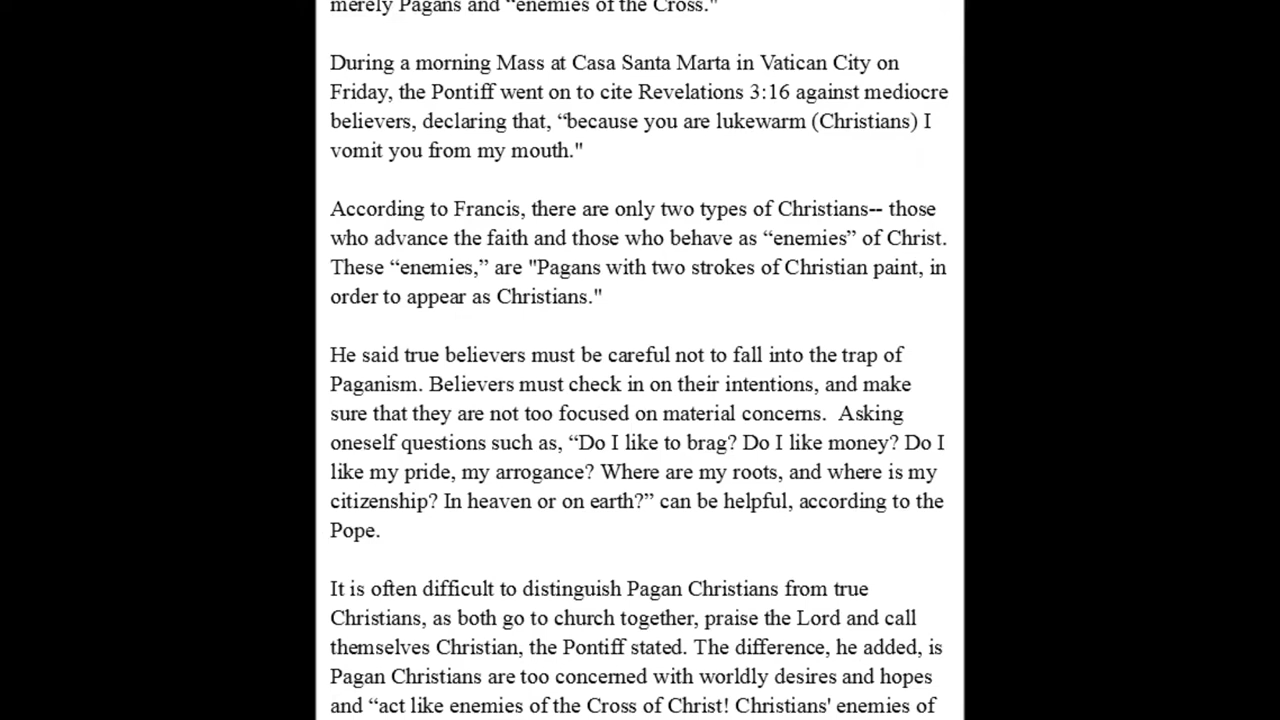 merely Pagans and “enemies of the Cross."
During a morning Mass at Casa Santa Marta in Vatican City on
Friday, the Pontiff went on to cite Revelations 3:16 against mediocre
believers, declaring that, “because you are lukewarm (Christians) I
vomit you from my mouth."
According to Francis, there are only two types of Christians-- those
who advance the faith and those who behave as “enemies” of Christ.
These “enemies,” are "Pagans with two strokes of Christian paint, in
order to appear as Christians."
He said true believers must be careful not to fall into the trap of
Paganism. Believers must check in on their intentions, and make
sure that they are not too focused on material concerns.  Asking
oneself questions such as, “Do I like to brag? Do I like money? Do I
like my pride, my arrogance? Where are my roots, and where is my
citizenship? In heaven or on earth?” can be helpful, according to the
Pope.
It is often difficult to distinguish Pagan Christians from true
Christians, as both go to church together, praise the Lord and call
themselves Christian, the Pontiff stated. The difference, he added, is
Pagan Christians are too concerned with worldly desires and hopes
and “act like enemies of the Cross of Christ! Christians' enemies of